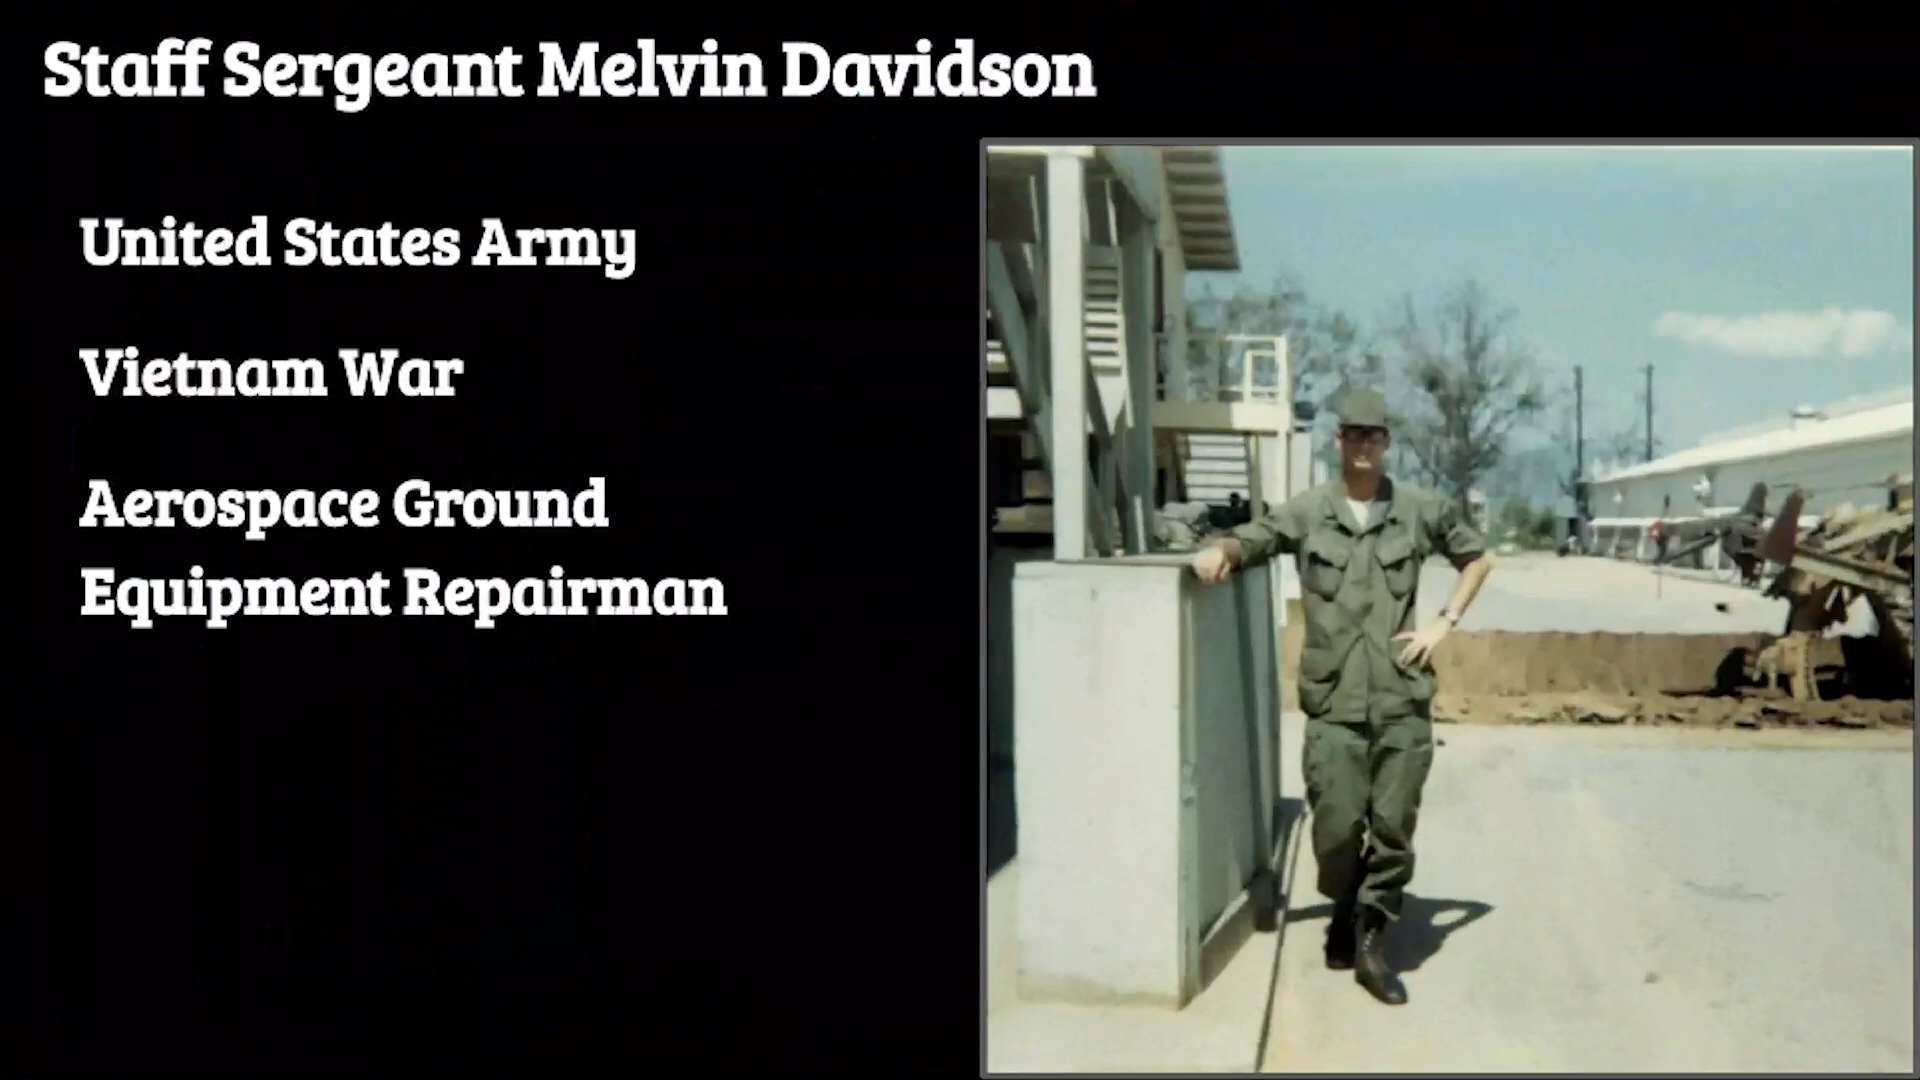 Staff Sergeant Melvin Davidson
United States Army
Vietnam War
Aerospace Ground
Equipment Repairman